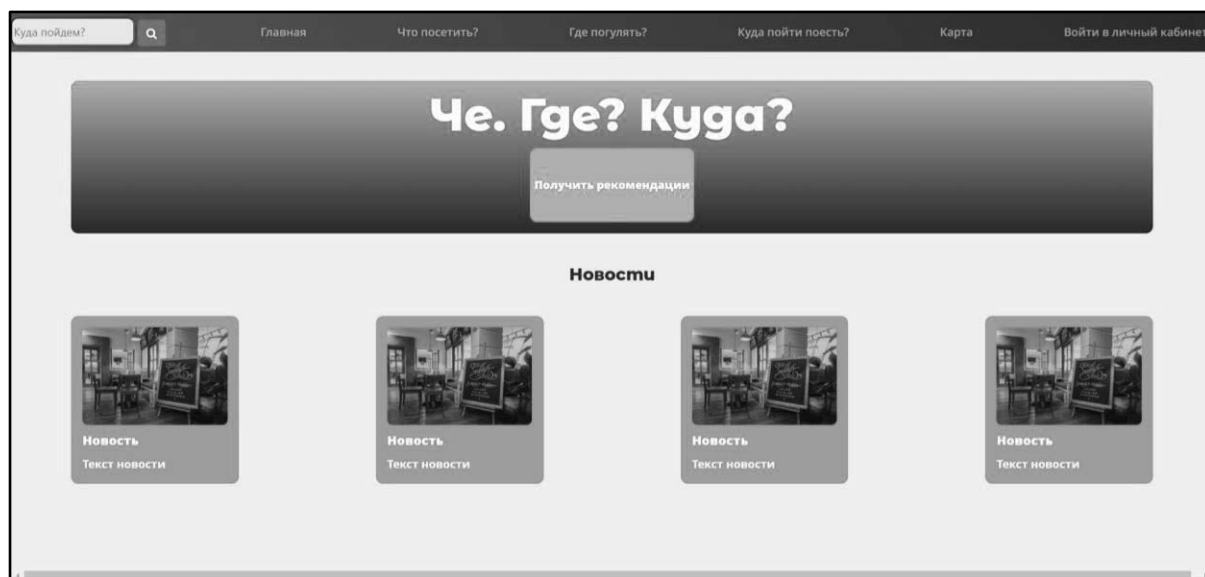 Куда пойдем?
Главная
Что посетить?
Где погулять?
Куда пойти поесть?
Карта
Войти в личный кабинет
Че. Где? Куда?
Получить рекомендации
Новости
Новость
Текст новости
Новость
Текст новости
Новость
Текст новости
Новость
Текст новости